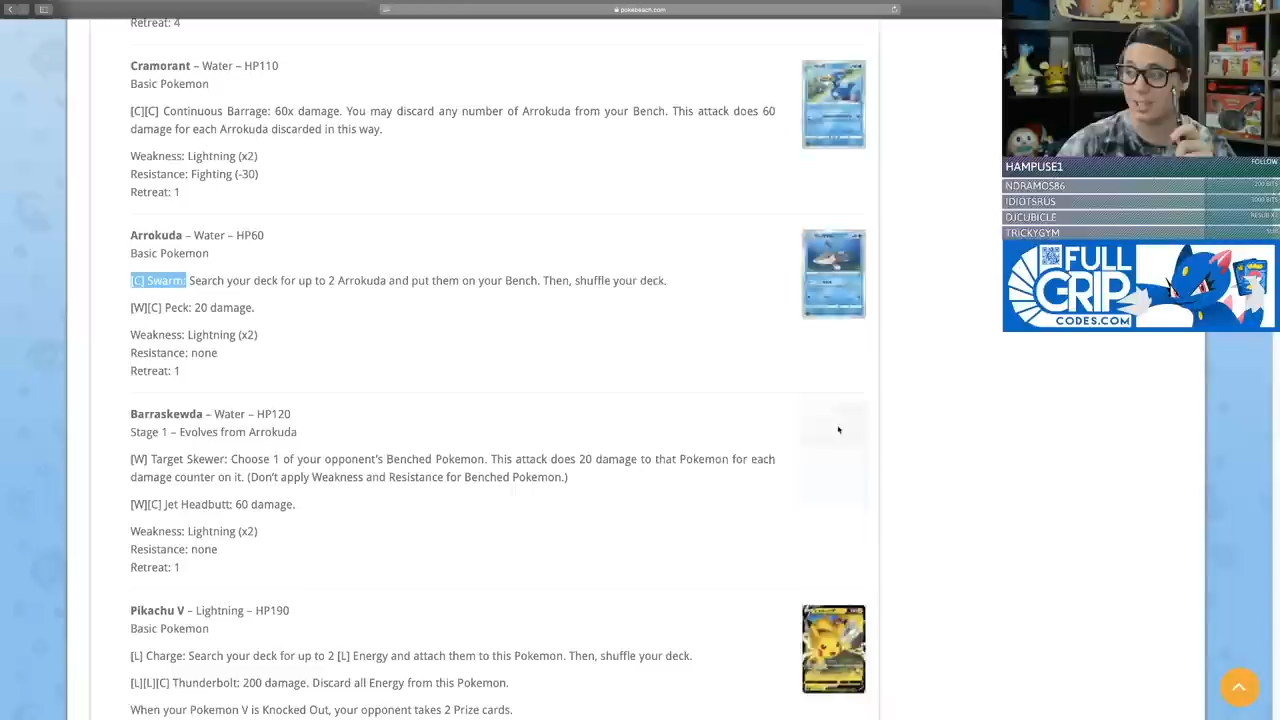 pokebeach.com
Retreat: 4
Cramorant – Water – HP110
Basic Pokemon
[C][C] Continuous Barrage: 60x damage. You may discard any number of Arrokuda from your Bench. This attack does 60
damage for each Arrokuda discarded in this way.
Weakness: Lightning (x2)
Resistance: Fighting (-30)
Retreat: 1
Arrokuda – Water – HP60
Basic Pokemon
[C] Swarm: Search your deck for up to 2 Arrokuda and put them on your Bench. Then, shuffle your deck.
[W][C] Peck: 20 damage.
Weakness: Lightning (x2)
Resistance: none
Retreat: 1
Barraskewda – Water – HP120
Stage 1 – Evolves from Arrokuda
[W] Target Skewer: Choose 1 of your opponent's Benched Pokemon. This attack does 20 damage to that Pokemon for each
damage counter on it. (Don't apply Weakness and Resistance for Benched Pokemon.)
[W][C] Jet Headbutt: 60 damage.
Weakness: Lightning (x2)
Resistance: none
Retreat: 1
Pikachu V – Lightning – HP190
Basic Pokemon
[L] Charge: Search your deck for up to 2 [L] Energy and attach them to this Pokemon. Then, shuffle your deck.
[L][L][C] Thunderbolt: 200 damage. Discard all Energy from this Pokemon.
When your Pokemon V is Knocked Out, your opponent takes 2 Prize cards.
HAMPUSE1 FOLLOW
NDRAMOS86 200 BITS
IDIOTSRUS 1000 BITS
DJCUBICLE RESUB X1
TRICKYGYM SUB
FULL
GRIP
CODES.COM